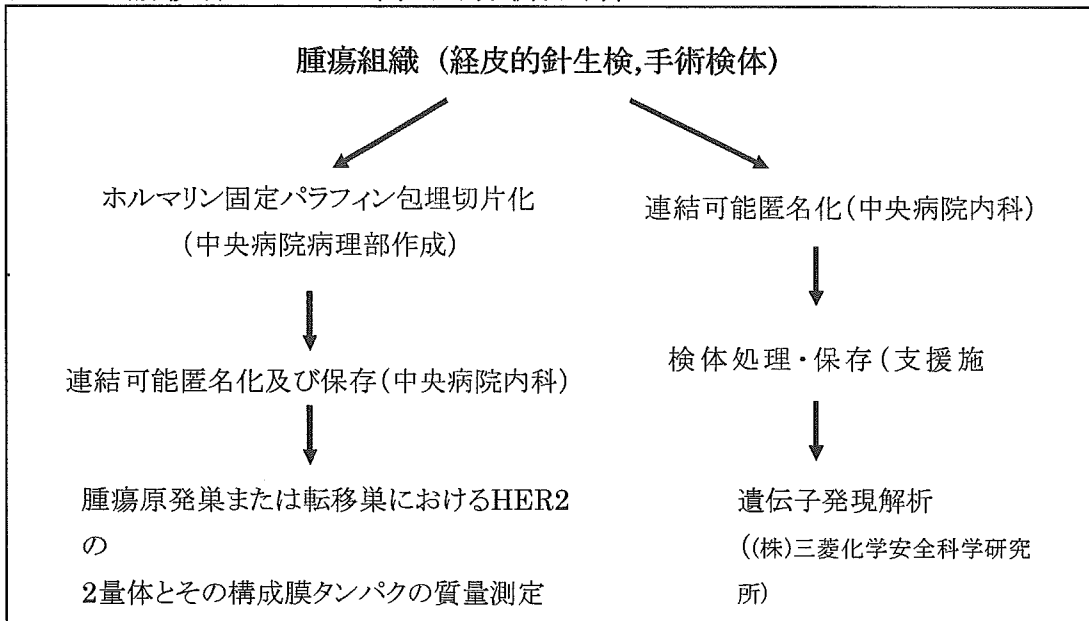 腫瘍組織 (経皮的針生検,手術検体)
ホルマリン固定パラフィン包埋切片化
(中央病院病理部作成)
連結可能匿名化及び保存(中央病院内科)
腫瘍原発巣または転移巣におけるHER2
の
2量体とその構成膜タンパクの質量測定
連結可能匿名化(中央病院内科)
検体処理・保存(支援施
遺伝子発現解析
((株)三菱化学安全科学研究
所)